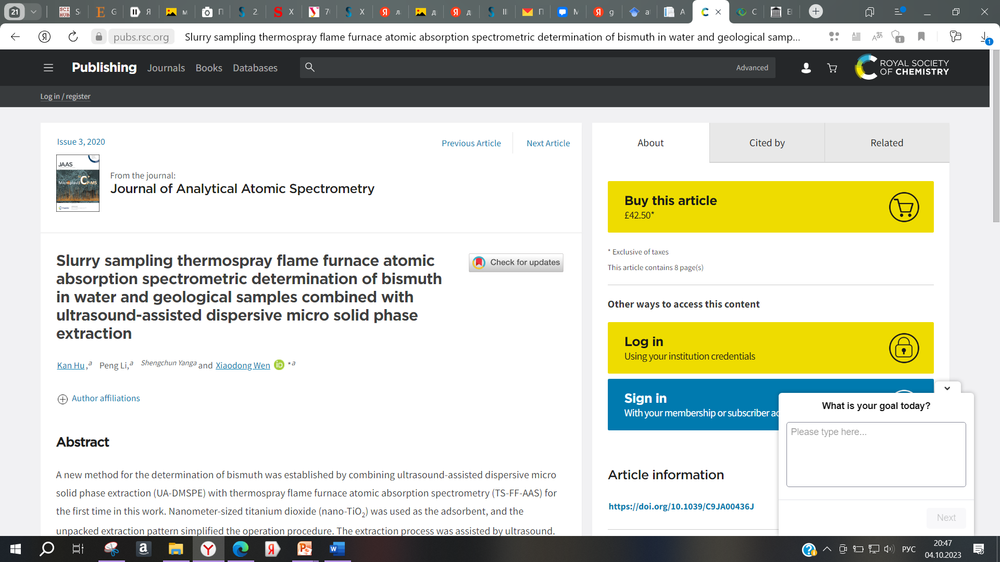 21
SCI
HUB
S
G
Я
м
П
2
X
7
X
Я
л
д
Я
д
II
П
М
Я
g
a
A
C
E
Я
pubs.rsc.org
Slurry sampling thermospray flame furnace atomic absorption spectrometric determination of bismuth in water and geological samp...
1
1
Publishing
Journals
Books
Databases
Advanced
ROYAL SOCIETY
OF CHEMISTRY
Log in / register
Issue 3, 2020
Previous Article
Next Article
JAAS
From the journal:
Journal of Analytical Atomic Spectrometry
Slurry sampling thermospray flame furnace atomic
absorption spectrometric determination of bismuth
in water and geological samples combined with
ultrasound-assisted dispersive micro solid phase
extraction
Check for updates
Kan Hu,a Peng Li,a Shengchun Yanga and Xiaodong Wen iD *a
Author affiliations
Abstract
A new method for the determination of bismuth was established by combining ultrasound-assisted dispersive micro
solid phase extraction (UA-DMSPE) with thermospray flame furnace atomic absorption spectrometry (TS-FF-AAS) for
the first time in this work. Nanometer-sized titanium dioxide (nano-TiO2) was used as the adsorbent, and the
unpacked extraction pattern simplified the operation procedure. The extraction process was assisted by ultrasound.
About
Cited by
Related
Buy this article
£42.50*
* Exclusive of taxes
This article contains 8 page(s)
Other ways to access this content
Log in
Using your institution credentials
Sign in
With your membership or subscriber ac
Article information
https://doi.org/10.1039/C9JA00436J
What is your goal today?
Please type here...
Next
РУС
20:47
04.10.2023